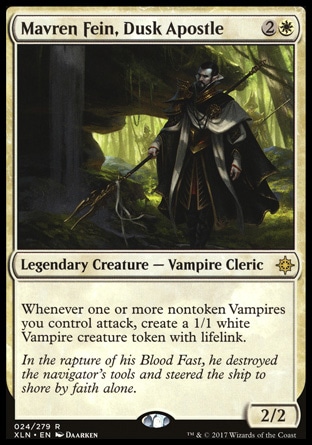 Mavren Fein, Dusk Apostle 2
Legendary Creature — Vampire Cleric
Whenever one or more nontoken Vampires
you control attack, create a 1/1 white
Vampire creature token with lifelink.
In the rapture of his Blood Fast, he destroyed
the navigator's tools and steered the ship
to shore by faith alone.
2/2
024/279 R
XLN • EN Daarken
™ & © 2017 Wizards of the Coast